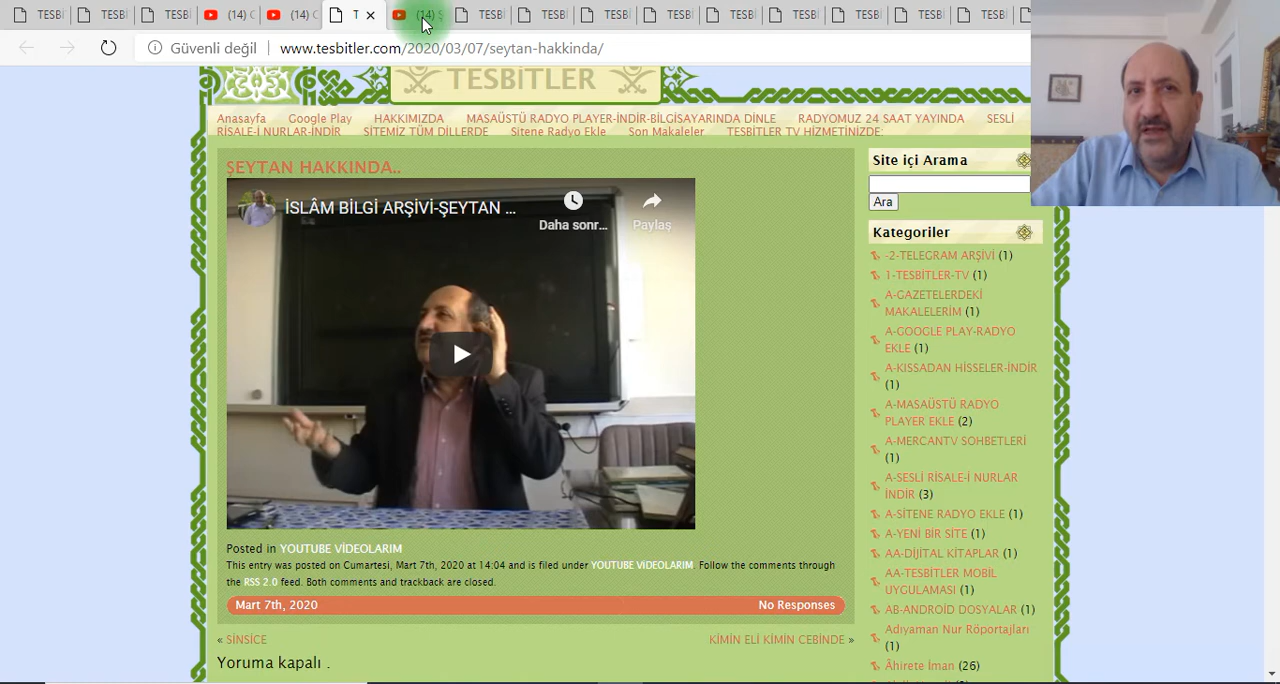 TESBİ TESBİ TESBİ (14) ( (14) ( T (14) Ş TESBİ TESBİ TESBİ TESBİ TESBİ TESBİ TESBİ TESBİ TESBİ
Güvenli değil www.tesbitler.com/2020/03/07/seytan-hakkinda/
TESBİTLER
Anasayfa Google Play HAKKIMIZDA MASAÜSTÜ RADYO PLAYER-İNDİR-BİLGİSAYARINDA DİNLE RADYOMUZ 24 SAAT YAYINDA SESLİ
RİSALE-İ NURLAR-İNDİR SİTEMİZ TÜM DİLLERDE Sitene Radyo Ekle Son Makaleler TESBİTLER TV HİZMETİNİZDE:
ŞEYTAN HAKKINDA..
İSLÂM BİLGİ ARŞİVİ-ŞEYTAN ...
Daha sonr... Paylaş
Posted in YOUTUBE VİDEOLARIM
This entry was posted on Cumartesi, Mart 7th, 2020 at 14:04 and is filed under YOUTUBE VİDEOLARIM. Follow the comments through
the RSS 2.0 feed. Both comments and trackback are closed.
Mart 7th, 2020 No Responses
« SİNSİCE KİMİN ELİ KİMİN CEBİNDE »
Yoruma kapalı .
Site içi Arama
Ara
Kategoriler
-2-TELEGRAM ARŞİVİ (1)
1-TESBİTLER-TV (1)
A-GAZETELERDEKİ
MAKALELERİM (1)
A-GOOGLE PLAY-RADYO
EKLE (1)
A-KISSADAN HİSSELER-İNDİR
(1)
A-MASAÜSTÜ RADYO
PLAYER EKLE (2)
A-MERCANTV SOHBETLERİ
(1)
A-SESLİ RİSALE-İ NURLAR
İNDİR (3)
A-SİTENE RADYO EKLE (1)
A-YENİ BİR SİTE (1)
AA-DİJİTAL KİTAPLAR (1)
AA-TESBİTLER MOBİL
UYGULAMASI (1)
AB-ANDROİD DOSYALAR (1)
Adıyaman Nur Röportajları
(1)
Âhirete İman (26)